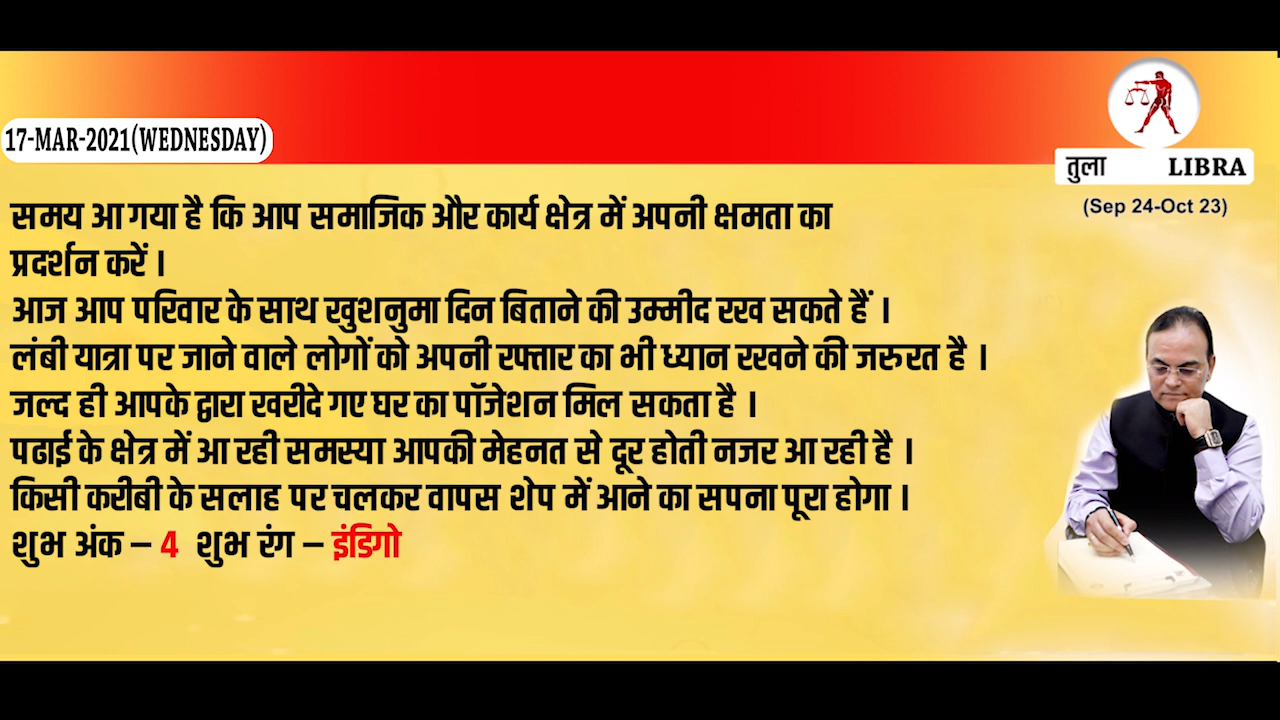 17-MAR-2021(WEDNESDAY)
तुला LIBRA
(Sep 24-Oct 23)
समय आ गया है कि आप समाजिक और कार्य क्षेत्र में अपनी क्षमता का
प्रदर्शन करें ।
आज आप परिवार के साथ खुशनुमा दिन बिताने की उम्मीद रख सकते हैं ।
लंबी यात्रा पर जाने वाले लोगों को अपनी रफ्तार का भी ध्यान रखने की जरुरत है ।
जल्द ही आपके द्वारा खरीदे गए घर का पॉजेशन मिल सकता है ।
पढाई के क्षेत्र में आ रही समस्या आपकी मेहनत से दूर होती नजर आ रही है ।
किसी करीबी के सलाह पर चलकर वापस शेप में आने का सपना पूरा होगा ।
शुभ अंक – 4 शुभ रंग – इंडिगो